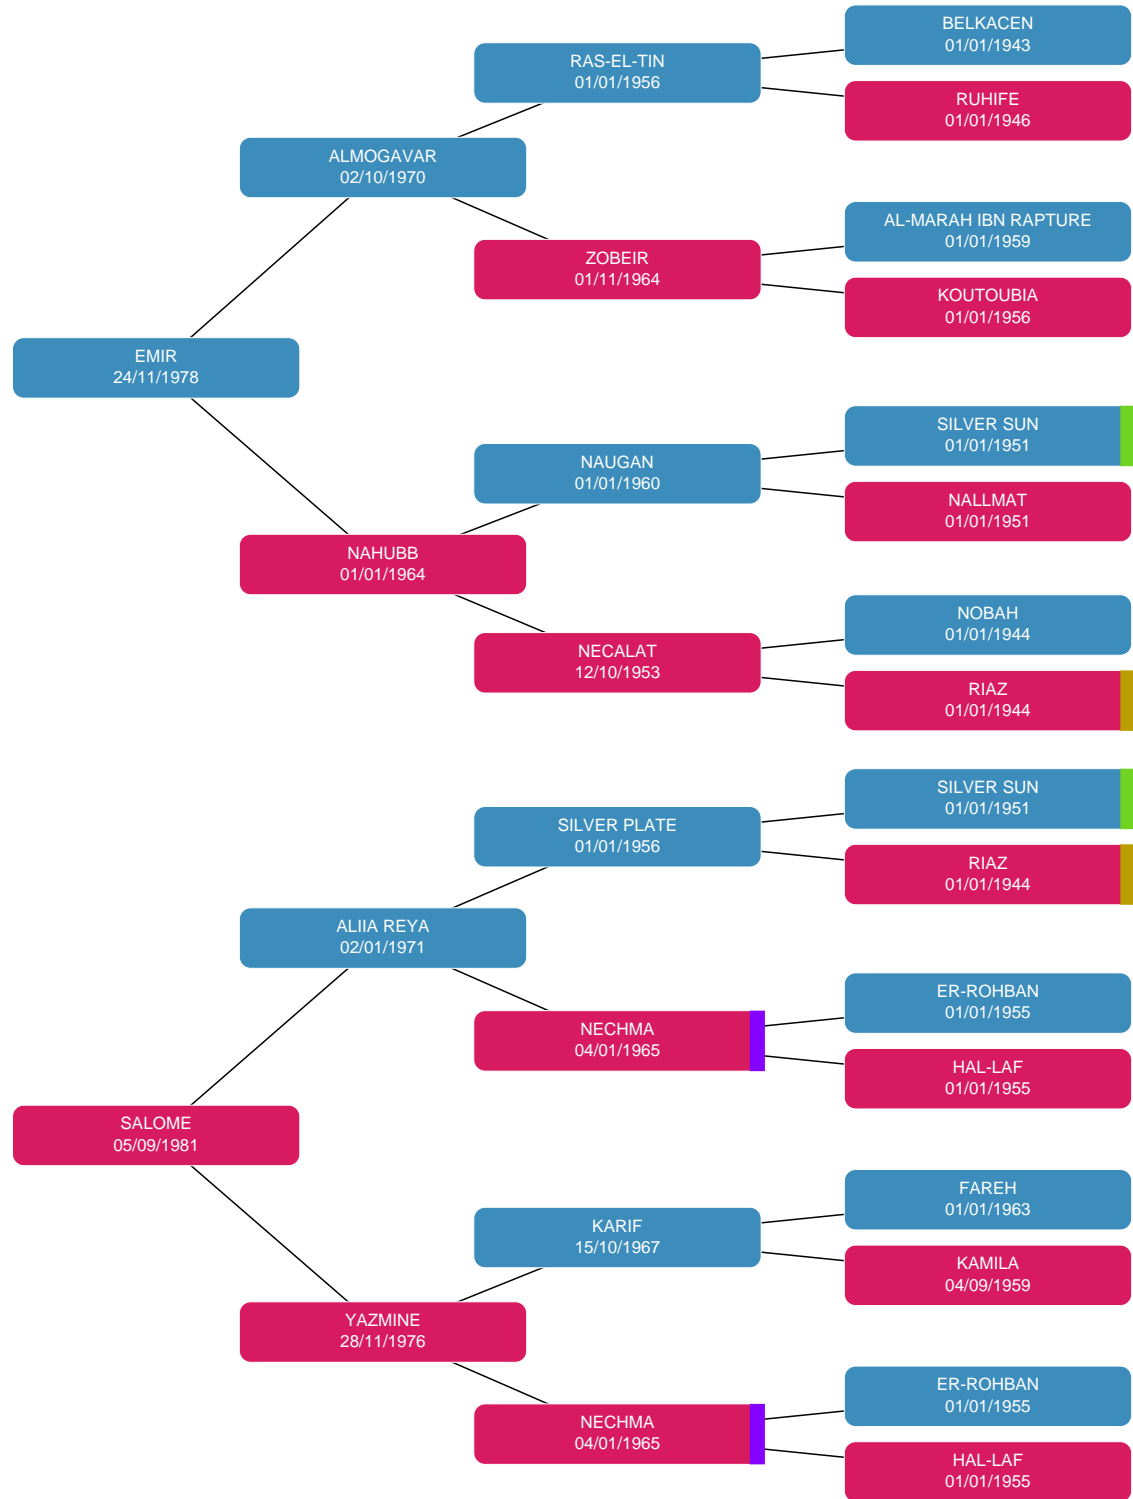 BELKACEN
01/01/1943
RAS-EL-TIN
01/01/1956
RUHIFE
01/01/1946
ALMOGAVAR
02/10/1970
AL-MARAH IBN RAPTURE
01/01/1959
ZOBEIR
01/11/1964
KOUTOUBIA
01/01/1956
EMIR
24/11/1978
SILVER SUN
01/01/1951
NAUGAN
01/01/1960
NALLMAT
01/01/1951
NAHUBB
01/01/1964
NOBAH
01/01/1944
NECALAT
12/10/1953
RIAZ
01/01/1944
SILVER SUN
01/01/1951
SILVER PLATE
01/01/1956
RIAZ
01/01/1944
ALIIA REYA
02/01/1971
ER-ROHBAN
01/01/1955
NECHMA
04/01/1965
HAL-LAF
01/01/1955
SALOME
05/09/1981
FAREH
01/01/1963
KARIF
15/10/1967
KAMILA
04/09/1959
YAZMINE
28/11/1976
ER-ROHBAN
01/01/1955
NECHMA
04/01/1965
HAL-LAF
01/01/1955